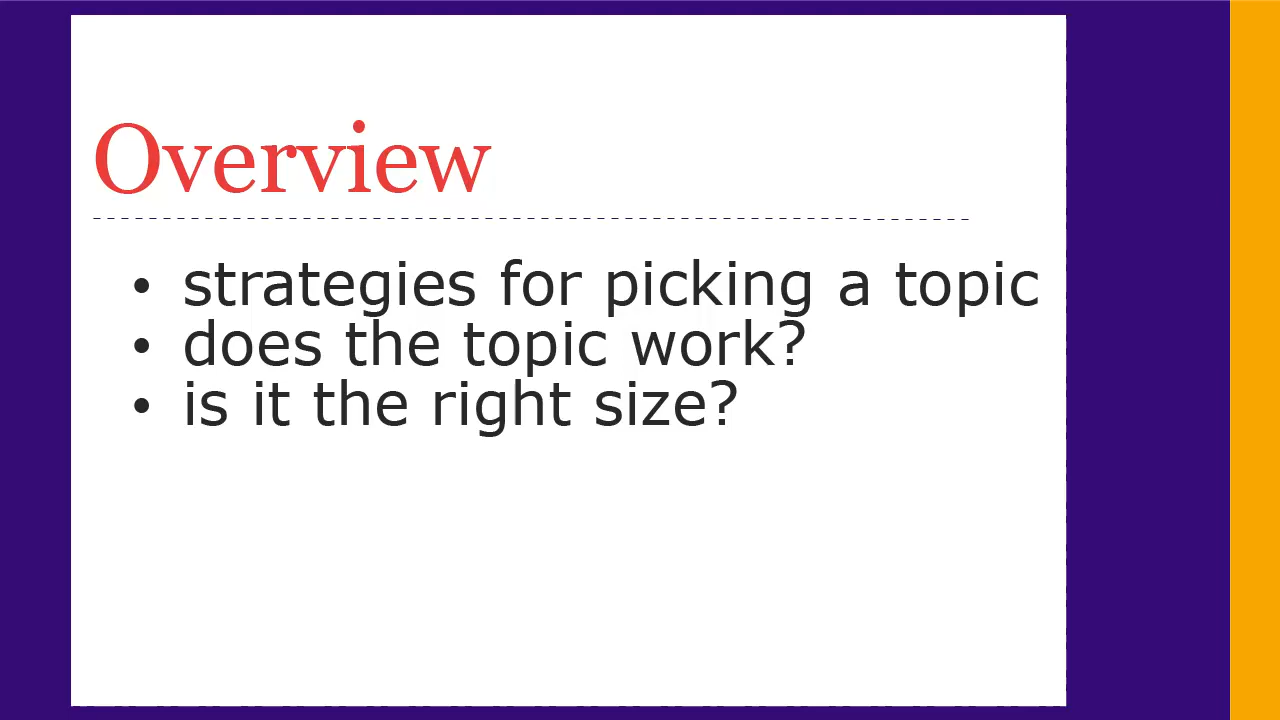 Overview
• strategies for picking a topic
• does the topic work?
• is it the right size?